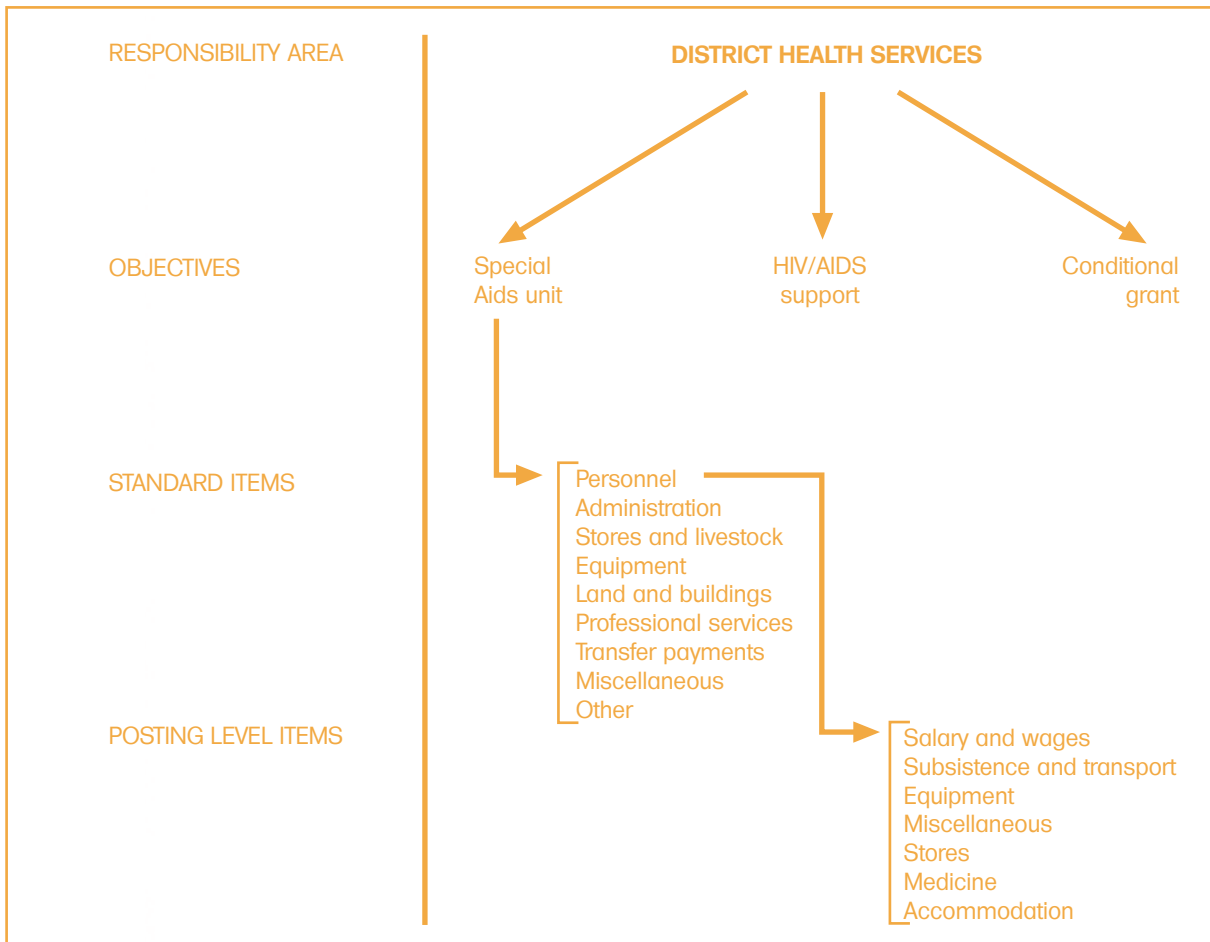 RESPONSIBILITY AREA
DISTRICT HEALTH SERVICES
OBJECTIVES
Special
Aids unit
HIV/AIDS
support
Conditional
grant
STANDARD ITEMS
Personnel
Administration
Stores and livestock
Equipment
Land and buildings
Professional services
Transfer payments
Miscellaneous
Other
POSTING LEVEL ITEMS
Salary and wages
Subsistence and transport
Equipment
Miscellaneous
Stores
Medicine
Accommodation